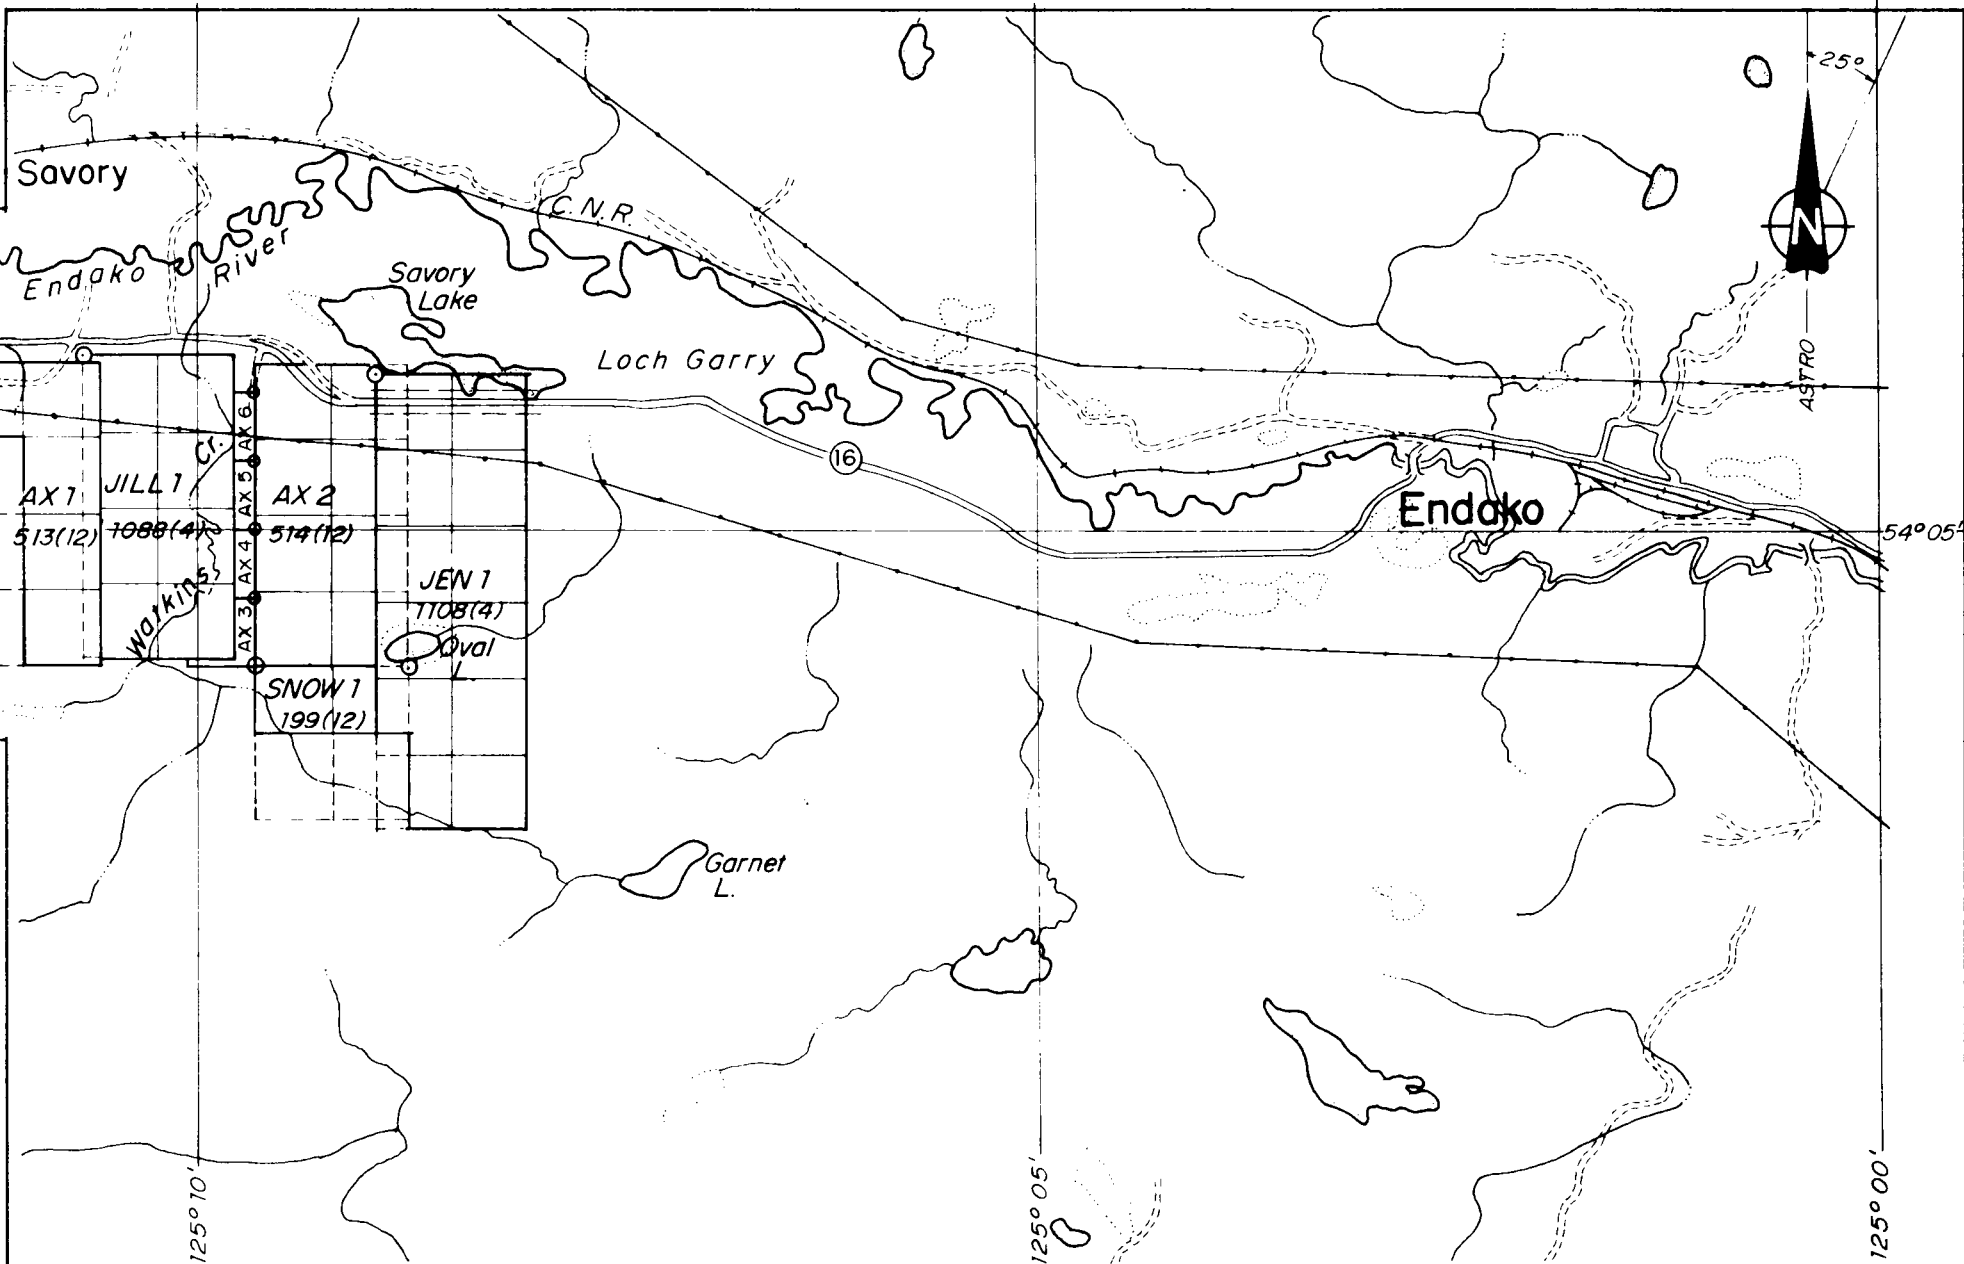 25°
Savory
C.N.R.
N
Endako
River
Savory
Lake
Loch Garry
ASTRO
16
AX 6
Cr.
AX 5
AX 1
513(12)
JILL 1
1088(4)
AX 2
514(12)
Endako
54°05'
AX 4
JEN 1
1108(4)
Watkins
AX 3
Oval
L.
SNOW 1
199(12)
Garnet
L.
125° 10'
125° 05'
125° 00'